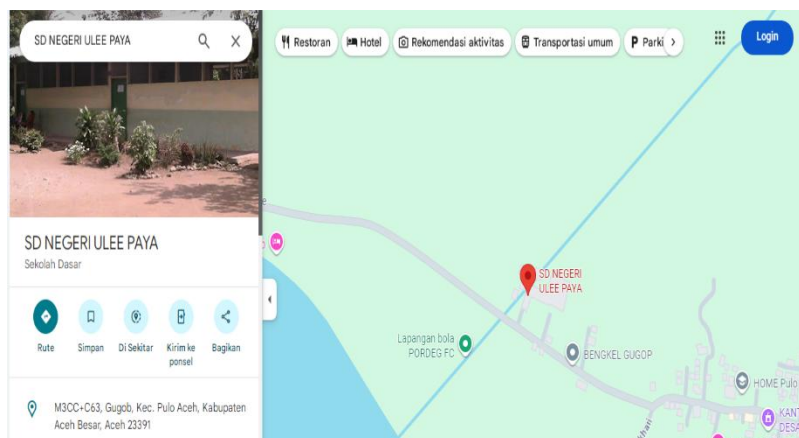 SD NEGERI ULEE PAYA
Restoran
Hotel
Rekomendasi aktivitas
Transportasi umum
P Parki
Login
SD NEGERI ULEE PAYA
Sekolah Dasar
Rute
Simpan
Di Sekitar
Kirim ke
ponsel
Bagikan
M3CC+C63, Gugob, Kec. Pulo Aceh, Kabupaten
Aceh Besar, Aceh 23391
SD NEGERI
ULEE PAYA
Lapangan bola
PORDEG FC
BENGKEL GUGOP
HOME Pulo
KANT
DESA